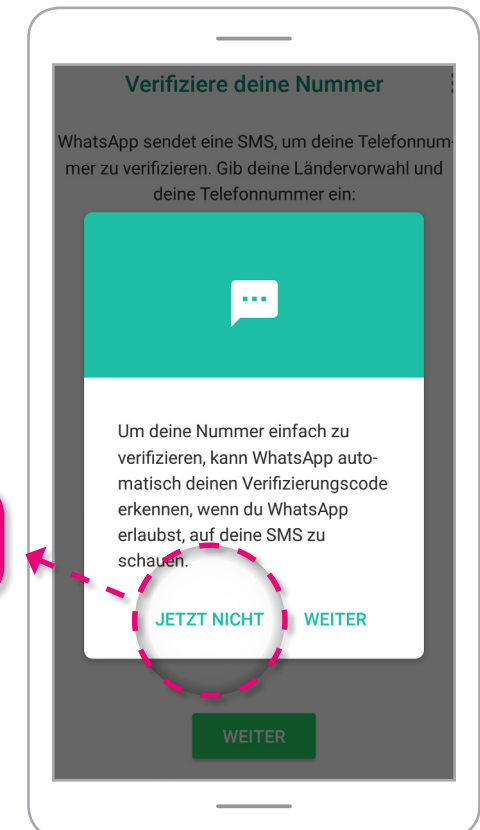 Verifiziere deine Nummer
WhatsApp sendet eine SMS, um deine Telefonnum-
mer zu verifizieren. Gib deine Ländervorwahl und
deine Telefonnummer ein:
Um deine Nummer einfach zu
verifizieren, kann WhatsApp auto-
matisch deinen Verifizierungscode
erkennen, wenn du WhatsApp
erlaubst, auf deine SMS zu
schauen.
JETZT NICHT WEITER
WEITER